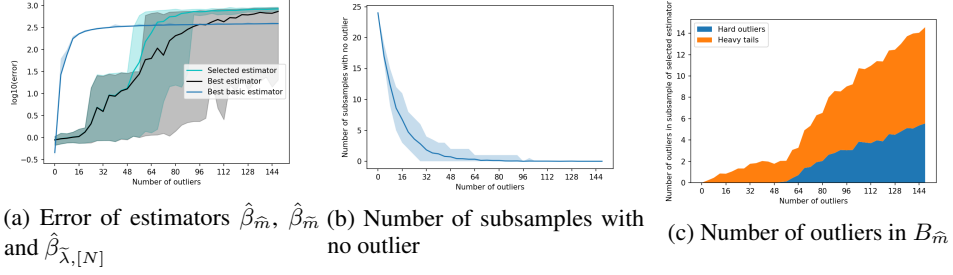 3.0
2.5
2.0
1.5
1.0
0.5
0.0
−0.5
log10(error)
Selected estimator
Best estimator
Best basic estimator
0 16 32 48 64 80 96 112 128 144
Number of outliers
25
20
15
10
5
0
Number of subsamples with no outlier
0 16 32 48 64 80 96 112 128 144
Number of outliers
Hard outliers
Heavy tails
14
12
10
8
6
4
2
0
Number of outliers in subsample of selected estimator
0 16 32 48 64 80 96 112 128 144
Number of outliers
(a) Error of estimators β̂_m̂, β̂_m̃ and β̂_λ̃,[N]
(b) Number of subsamples with no outlier
(c) Number of outliers in B_m̂